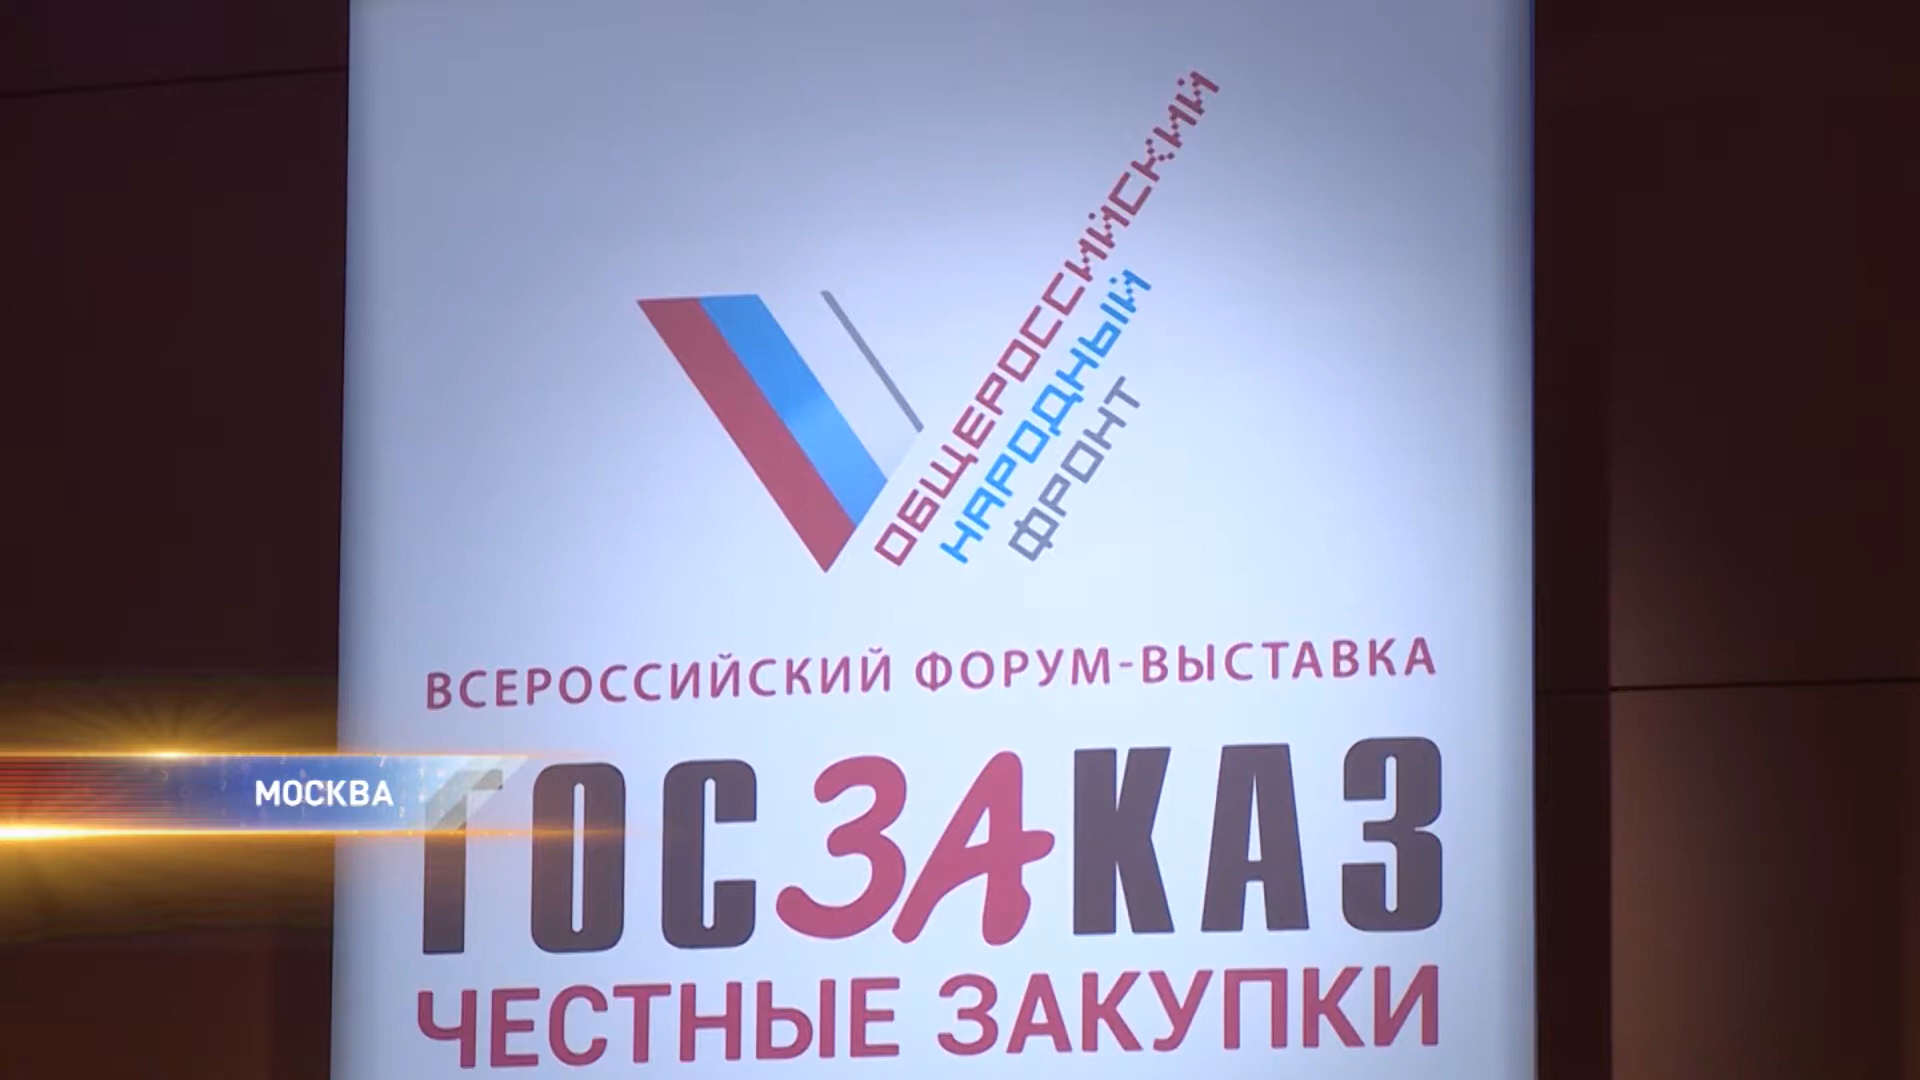 ОБЩЕРОССИЙСКИЙ
НАРОДНЫЙ
ФРОНТ
ВСЕРОССИЙСКИЙ ФОРУМ-ВЫСТАВКА
МОСКВА
ГОСЗАКАЗ
ЧЕСТНЫЕ ЗАКУПКИ